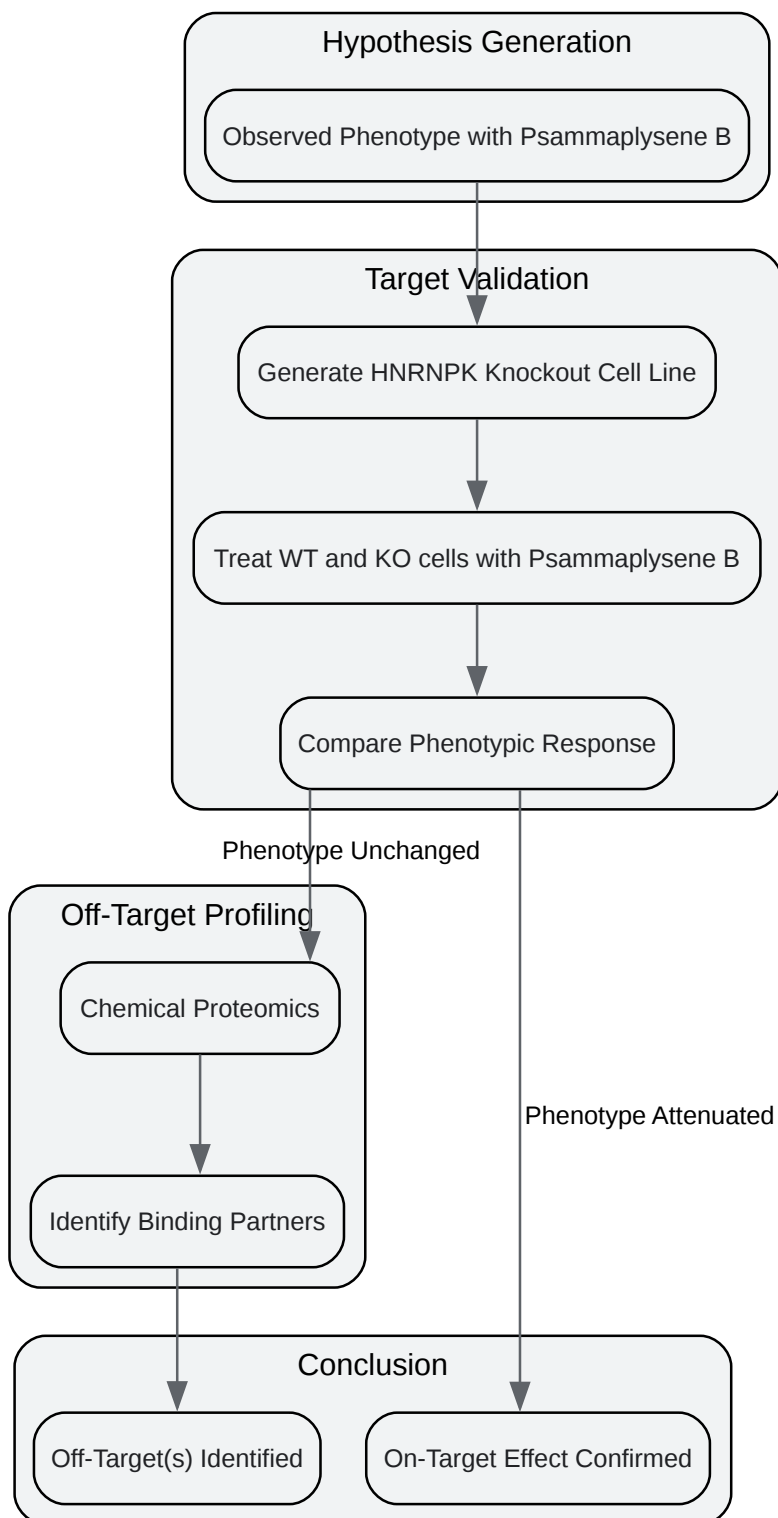 Hypothesis Generation
Observed Phenotype with Psammaplysene B
Target Validation
Generate HNRNPK Knockout Cell Line
Treat WT and KO cells with Psammaplysene B
Compare Phenotypic Response
Phenotype Unchanged
Off-Target Profiling
Chemical Proteomics
Phenotype Attenuated
Identify Binding Partners
Conclusion
Off-Target(s) Identified
On-Target Effect Confirmed